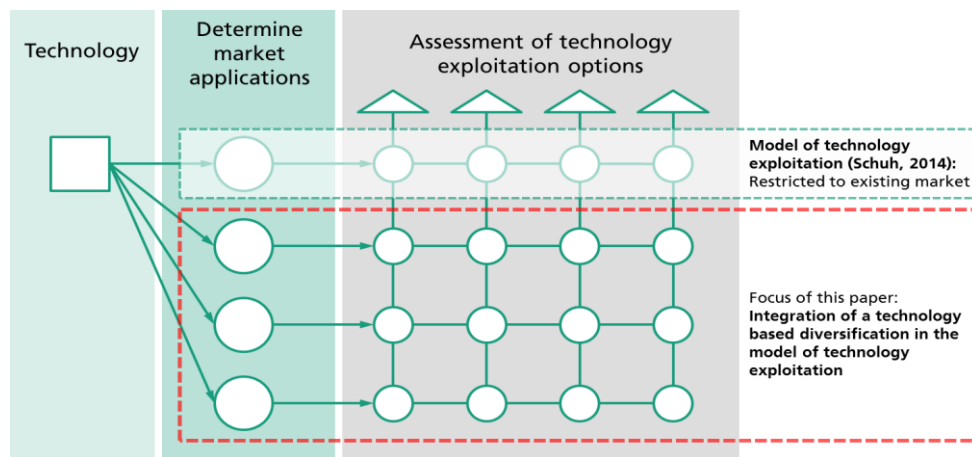 Technology
Determine
market
applications
Assessment of technology
exploitation options
Model of technology
exploitation (Schuh, 2014):
Restricted to existing market
Focus of this paper:
Integration of a technology
based diversification in the
model of technology
exploitation